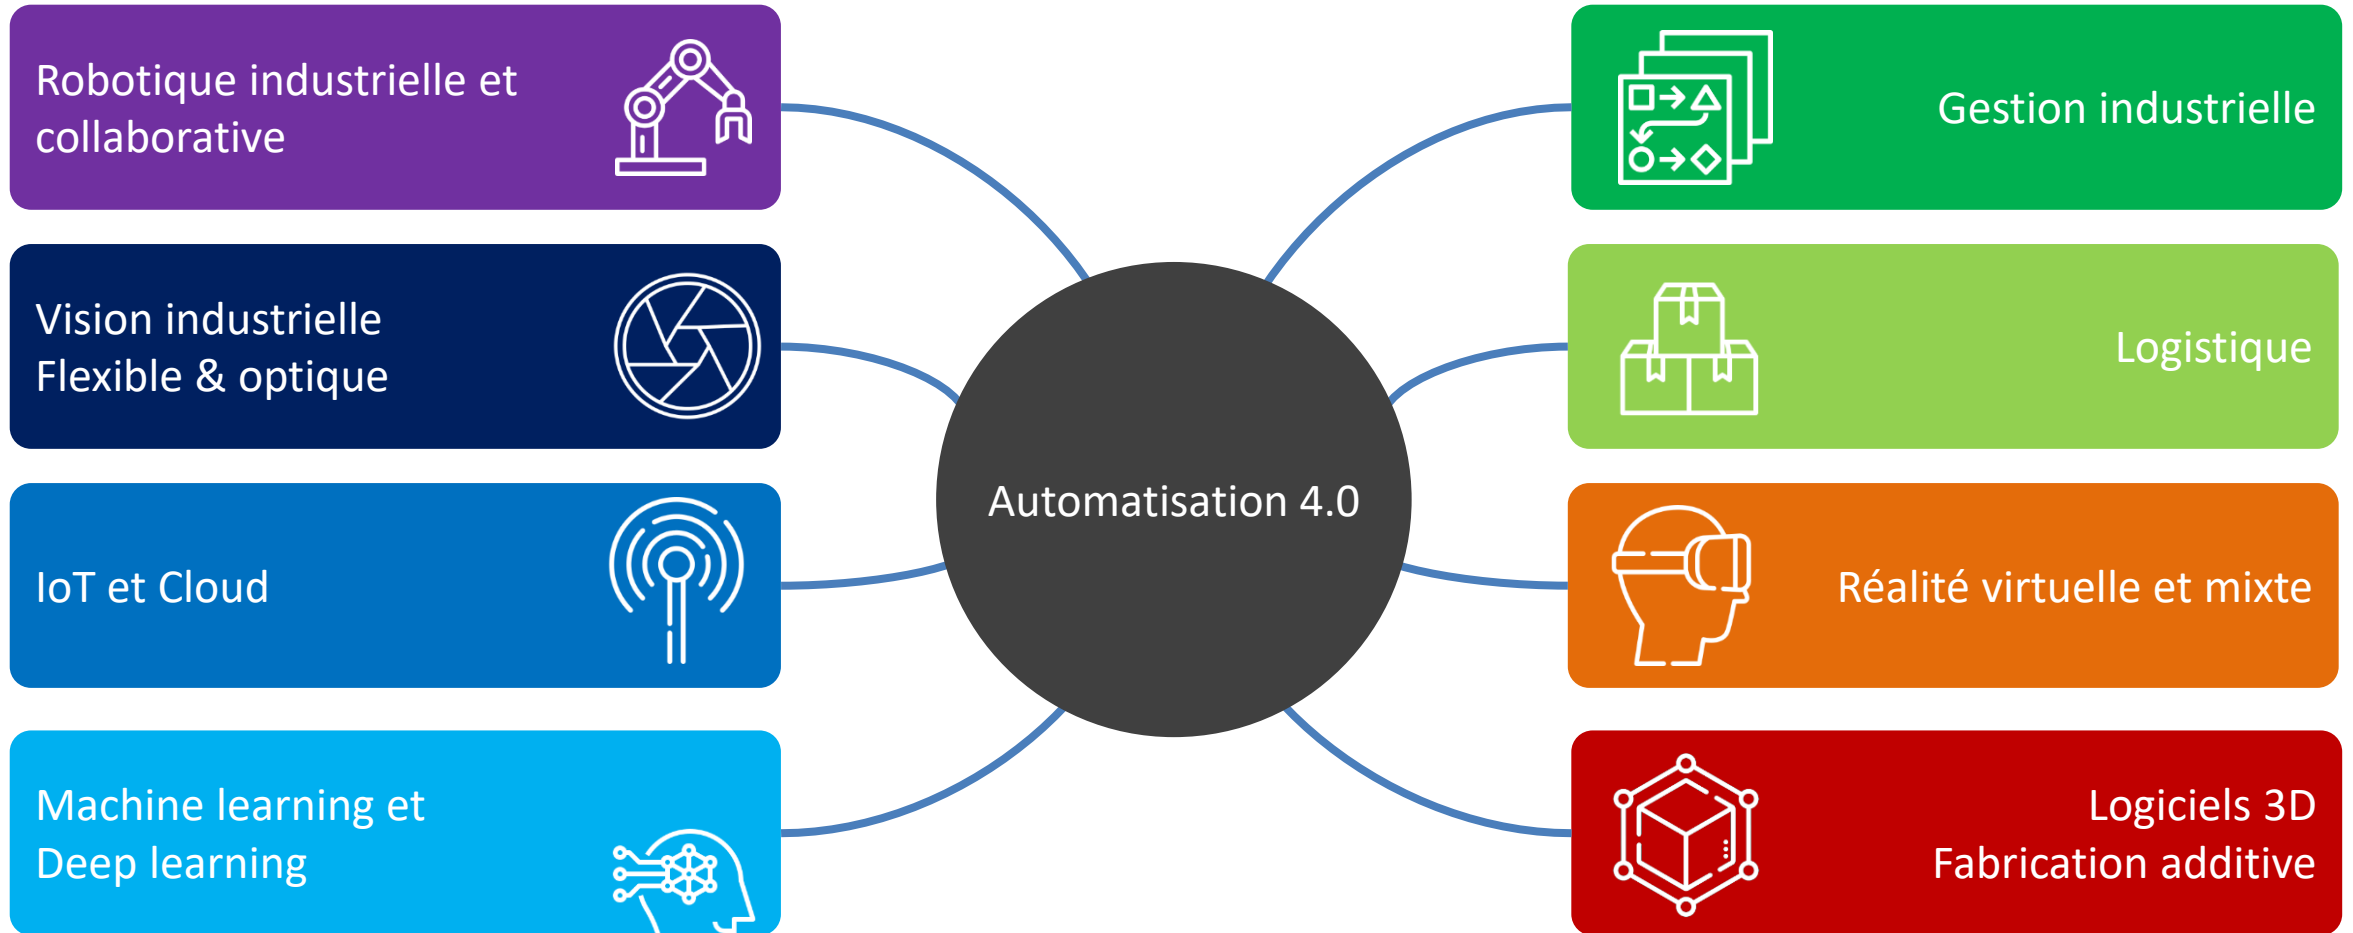 Robotique industrielle et
collaborative
Vision industrielle
Flexible & optique
IoT et Cloud
Machine learning et
Deep learning
Automatisation 4.0
Gestion industrielle
Logistique
Réalité virtuelle et mixte
Logiciels 3D
Fabrication additive